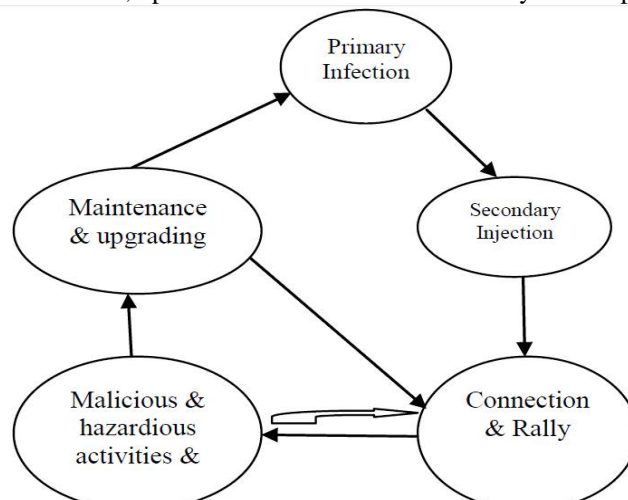 Primary
Infection
Maintenance
& upgrading
Secondary
Injection
Malicious &
hazardious
activities &
Connection
& Rally